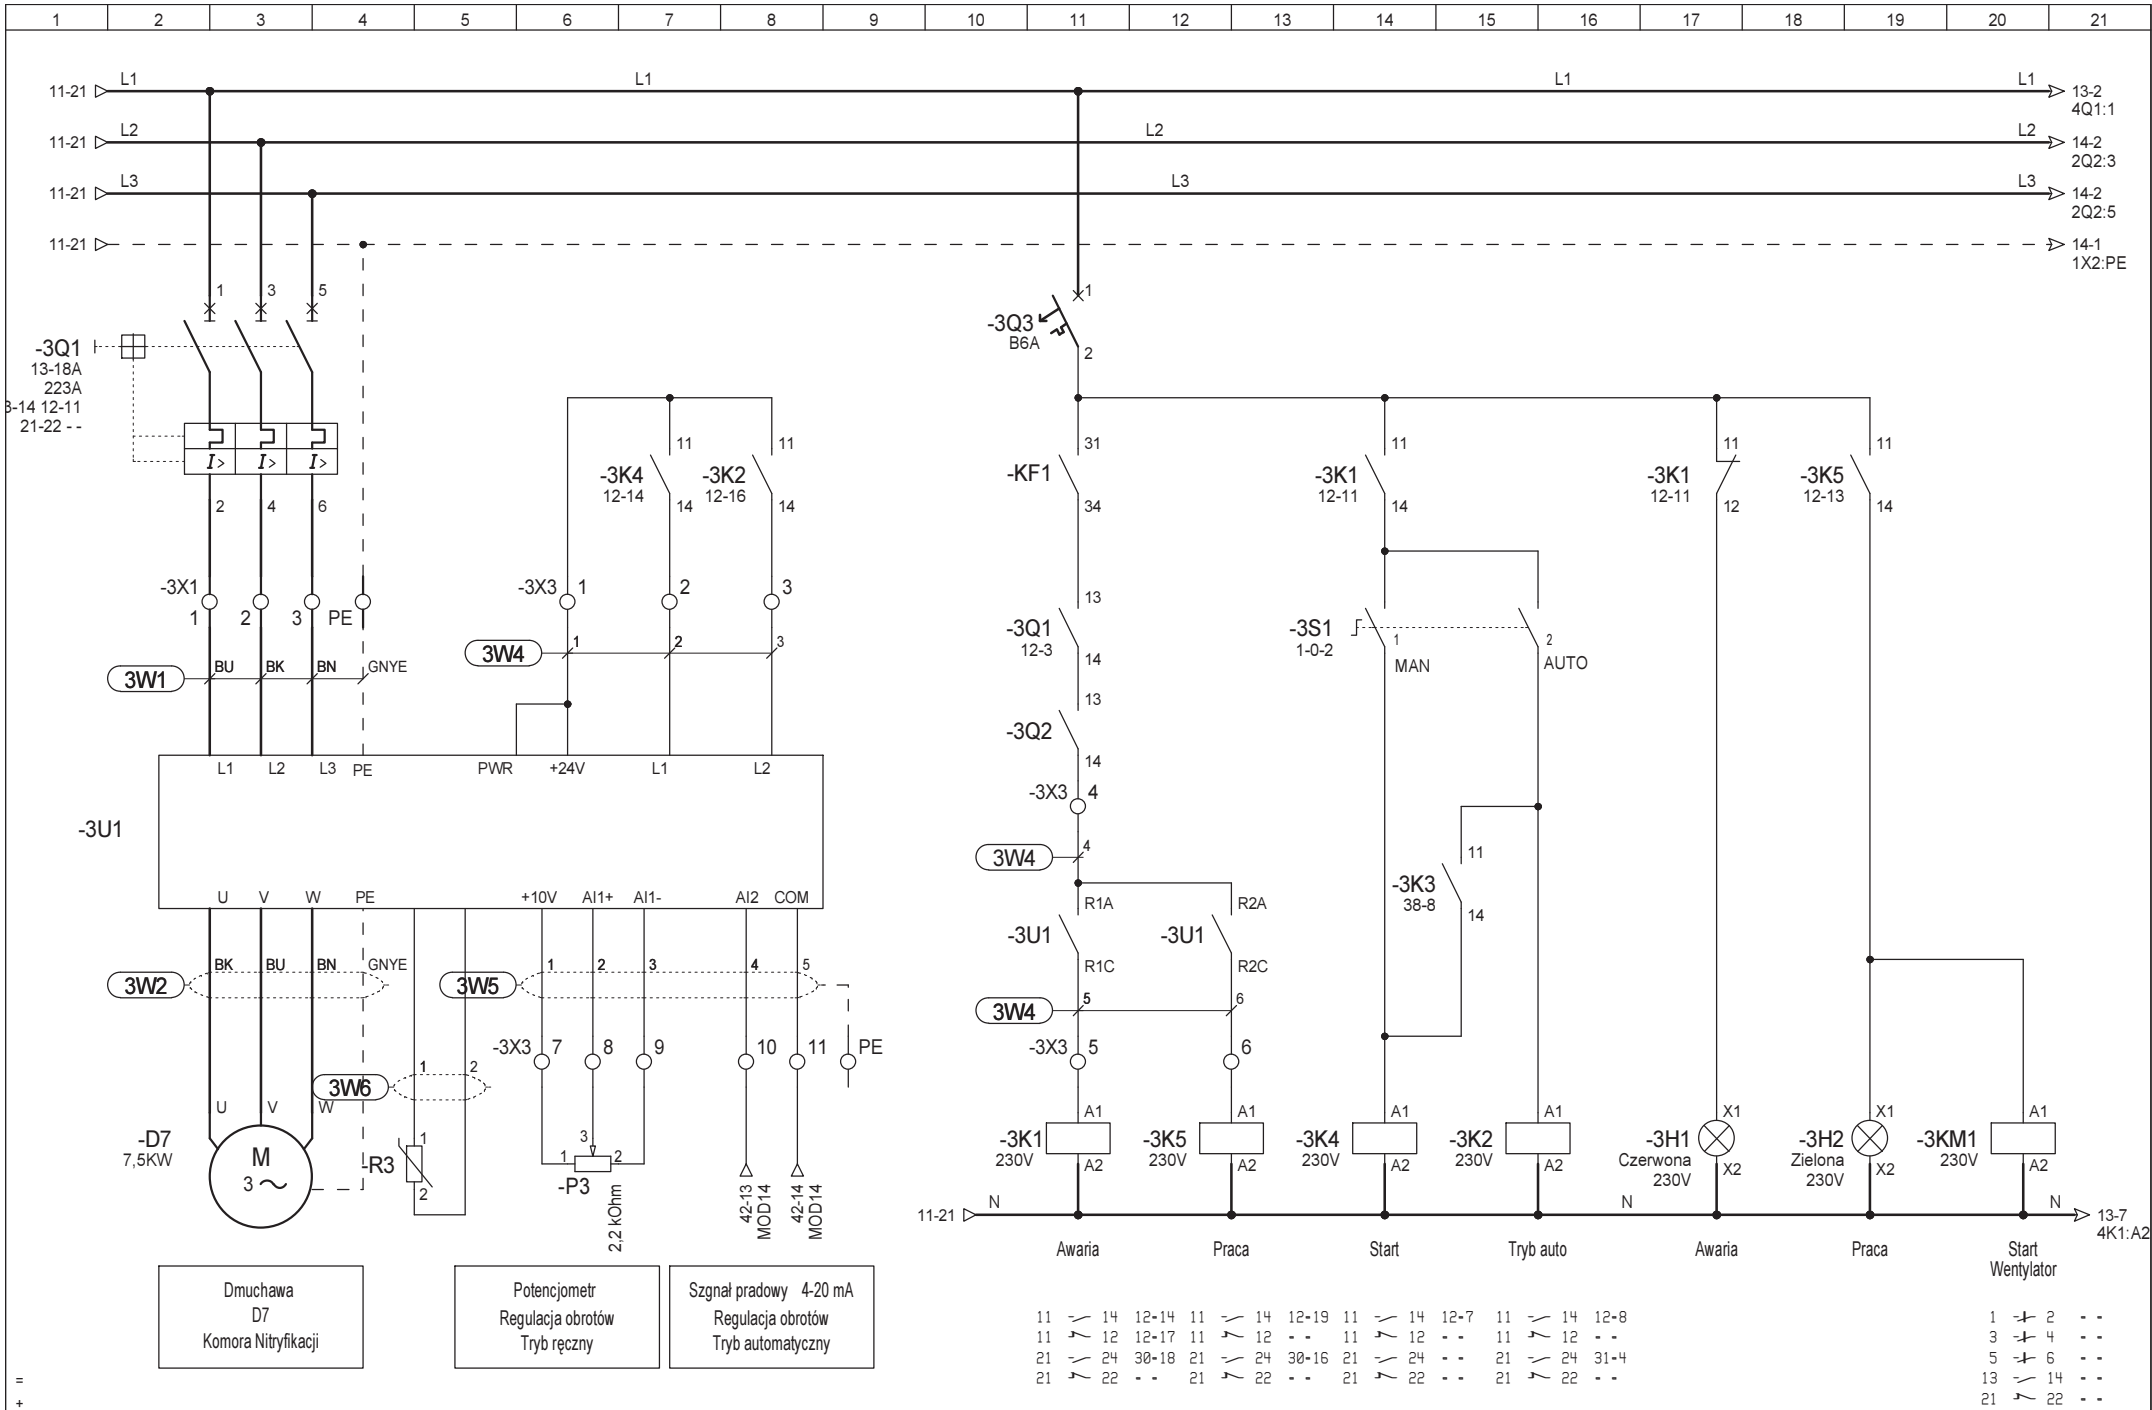 1 2 3 4 5 6 7 8 9 10 11 12 13 14 15 16 17 18 19 20 21
11-21 L1 L1 L1 L1 13-2
4Q1:1
11-21 L2 L2 L2 14-2
2Q2:3
11-21 L3 L3 L3 14-2
2Q2:5
11-21 14-1
1X2:PE
1 3 5 1
-3Q1
13-18A
223A
3-14 12-11
21-22 - -
I> I> I>
2 4 6
-3Q3
B6A
2
11 11 31 11 11 11
-3K4
12-14
-3K2
12-16
-KF1
-3K1
12-11
-3K1
12-11
-3K5
12-13
14 14 34 14 12 14
-3X1
1 2 3 PE
-3X3 1 2 3
13
-3Q1
12-3
14
-3S1
1-0-2
1
MAN
2
AUTO
3W1 BU BK BN GNYE
3W4 1 2 3
13
-3Q2
14
-3X3 4
L1 L2 L3 PE PWR +24V L1 L2
-3U1
3W4 4
11
-3K3
38-8
14
U V W PE +10V AI1+ AI1- AI2 COM
R1A R2A
-3U1 -3U1
R1C R2C
3W2 BK BU BN GNYE
3W5 1 2 3 4 5
3W4 5 6
-3X3 7 8 9 10 11 PE
-3X3 5 6
3W6 1 2
U V W
-D7
7,5KW
M
3
-R3
1
2
3
1 2
-P3
2,2 kOhm
42-13
MOD14
42-14
MOD14
A1 A1 A1 A1 X1 X1 A1
-3K1
230V
-3K5
230V
-3K4
230V
-3K2
230V
-3H1
Czerwona
230V
-3H2
Zielona
230V
-3KM1
230V
A2 A2 A2 A2 X2 X2 A2
11-21 N N N 13-7
4K1:A2
Awaria Praca Start Tryb auto Awaria Praca Start
Wentylator
Dmuchawa
D7
Komora Nitryfikacji
Potencjometr
Regulacja obrotów
Tryb ręczny
Szgnał pradowy 4-20 mA
Regulacja obrotów
Tryb automatyczny
11 14 12-14 11 14 12-19 11 14 12-7 11 14 12-8
11 12 12-17 11 12 - - 11 12 - - 11 12 - -
21 24 30-18 21 24 30-16 21 24 - - 21 24 31-4
21 22 - - 21 22 - - 21 22 - - 21 22 - -
1 2 - -
3 4 - -
5 6 - -
13 14 - -
21 22 - -
=
+